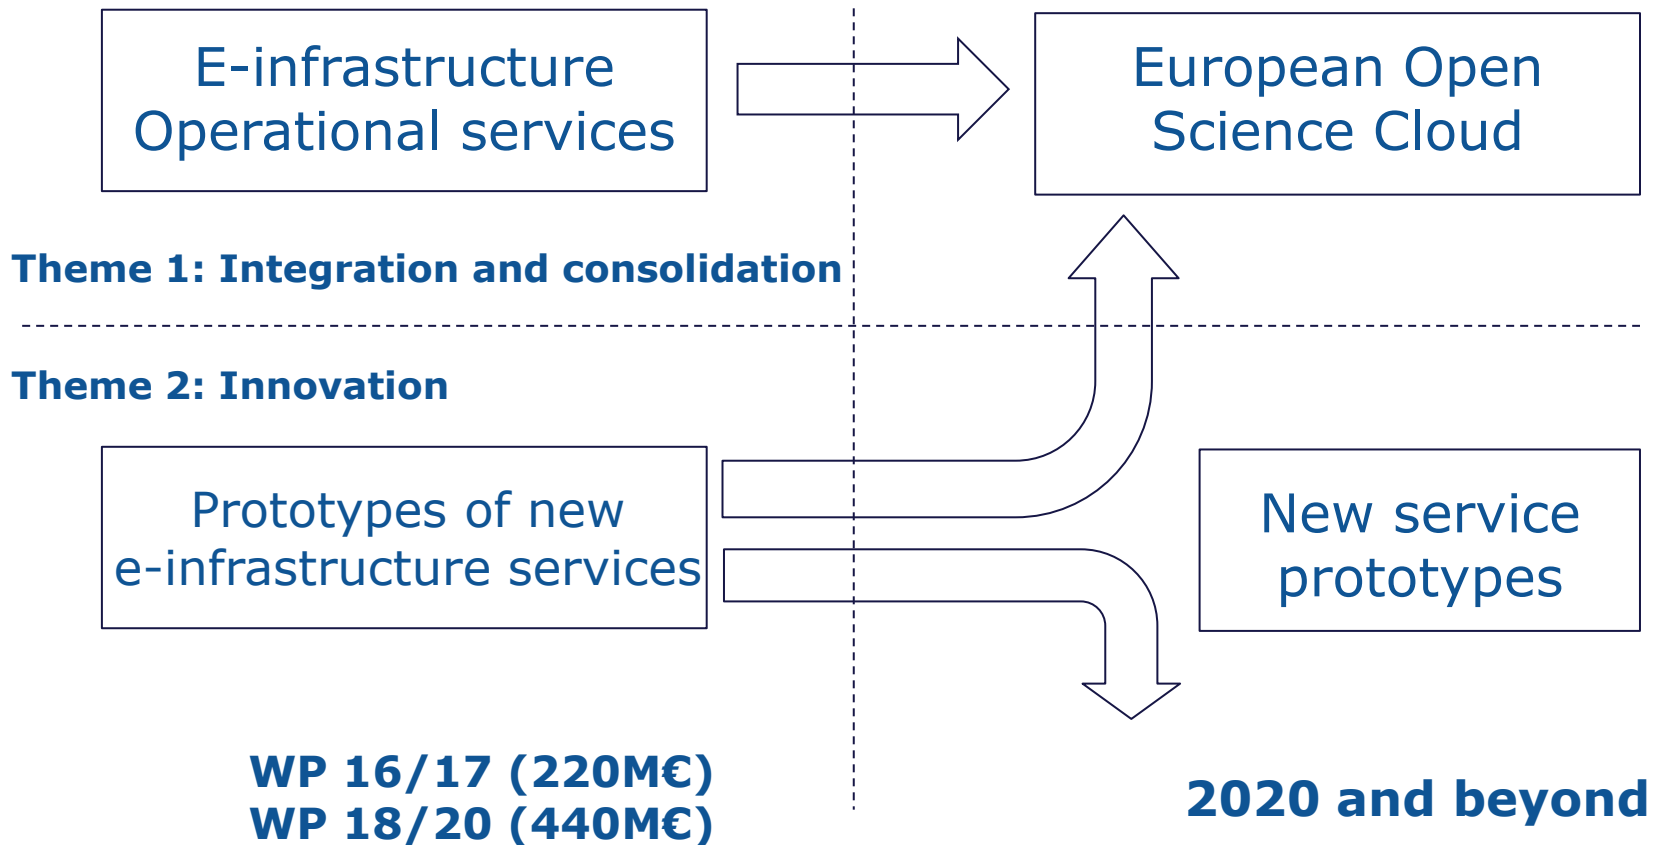 E-infrastructure
Operational services
European Open
Science Cloud
Theme 1: Integration and consolidation
Theme 2: Innovation
Prototypes of new
e-infrastructure services
New service
prototypes
WP 16/17 (220M€)
WP 18/20 (440M€)
2020 and beyond